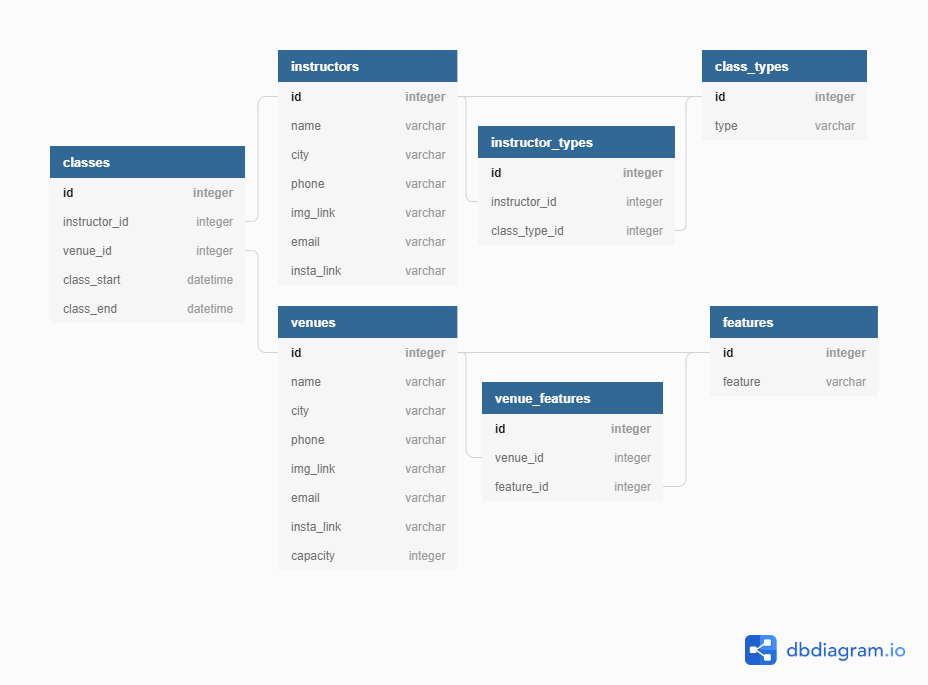 classes
id integer
instructor_id integer
venue_id integer
class_start datetime
class_end datetime
instructors
id integer
name varchar
city varchar
phone varchar
img_link varchar
email varchar
insta_link varchar
venues
id integer
name varchar
city varchar
phone varchar
img_link varchar
email varchar
insta_link varchar
capacity integer
instructor_types
id integer
instructor_id integer
class_type_id integer
venue_features
id integer
venue_id integer
feature_id integer
class_types
id integer
type varchar
features
id integer
feature varchar
dbdiagram.io